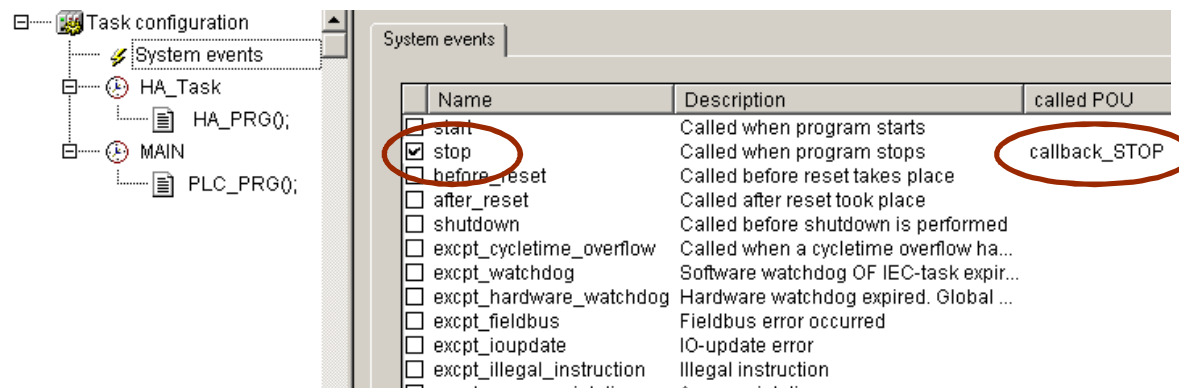 Task configuration
System events
HA_Task
HA_PRG();
MAIN
PLC_PRG();
System events
Name Description called POU
start Called when program starts
stop Called when program stops callback_STOP
before_reset Called before reset takes place
after_reset Called after reset took place
shutdown Called before shutdown is performed
excpt_cycletime_overflow Called when a cycletime overflow ha...
excpt_watchdog Software watchdog OF IEC-task expir...
excpt_hardware_watchdog Hardware watchdog expired. Global ...
excpt_fieldbus Fieldbus error occurred
excpt_ioupdate IO-update error
excpt_illegal_instruction Illegal instruction